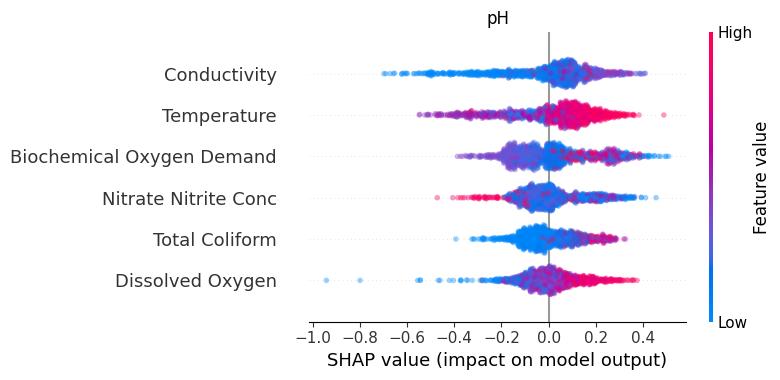 pH
High
Conductivity
Temperature
Biochemical Oxygen Demand
Nitrate Nitrite Conc
Total Coliform
Dissolved Oxygen
Feature value
Low
−1.0 −0.8 −0.6 −0.4 −0.2 0.0 0.2 0.4
SHAP value (impact on model output)